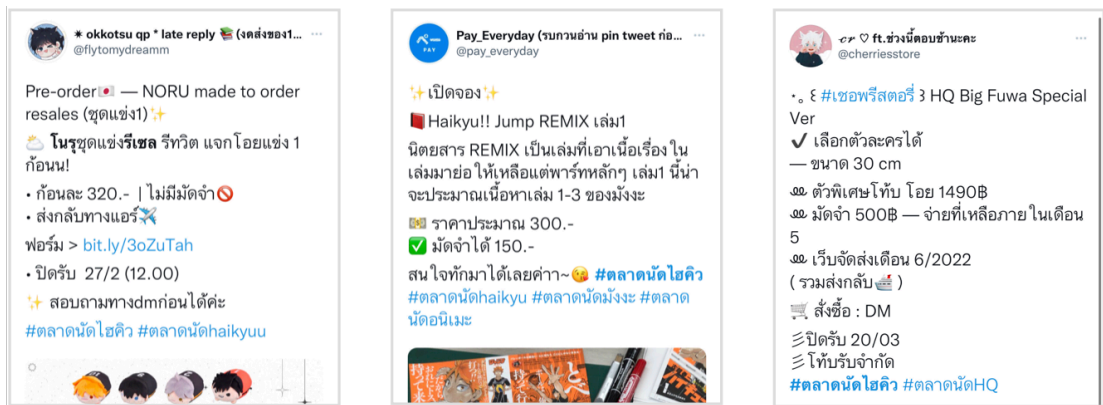 ✷ okkotsu qp * late reply 📚 (งดส่งของ1...
@flytomydreamm
Pre-order🇯🇵 — NORU made to order
resales (ชุดแข่ง1)✨
⛅ โนรุชุดแข่งรีเซล รีทวิต แจกโอยแข่ง 1
ก้อนน!
• ก้อนละ 320.- | ไม่มีมัดจำ🚫
• ส่งกลับทางแอร์✈️
ฟอร์ม > bit.ly/3oZuTah
• ปิดรับ 27/2 (12.00)
✨ สอบถามทางdmก่อนได้ค่ะ
#ตลาดนัดไฮคิว #ตลาดนัดhaikyuu
ペー
PAY
Pay_Everyday (รบกวนอ่าน pin tweet ก่อ...
@pay_everyday
✨เปิดจอง✨
📕Haikyu!! Jump REMIX เล่ม1
นิตยสาร REMIX เป็นเล่มที่เอาเนื้อเรื่อง ใน
เล่มมาย่อ ให้เหลือแต่พาร์ทหลักๆ เล่ม1 นี้น่า
จะประมาณเนื้อหาเล่ม 1-3 ของมังงะ
💴 ราคาประมาณ 300.-
✅ มัดจำได้ 150.-
สนใจทักมาได้เลยค่าา~😘 #ตลาดนัดไฮคิว
#ตลาดนัดhaikyu #ตลาดนัดมังงะ #ตลาด
นัดอนิเมะ
𝓬𝓻 ♡ ft.ช่วงนี้ตอบช้านะคะ
@cherriesstore
⋆｡ ꒰ #เชอพรีสตอรี่ ꒱ HQ Big Fuwa Special
Ver
✔️ เลือกตัวละครได้
— ขนาด 30 cm
ஜ ตัวพิเศษโท้บ โอย 1490฿
ஜ มัดจำ 500฿ — จ่ายที่เหลือภายในเดือน
5
ஜ เว็บจัดส่งเดือน 6/2022
( รวมส่งกลับ🚢 )
🛒 สั่งซื้อ : DM
彡ปิดรับ 20/03
彡โท้บรับจำกัด
#ตลาดนัดไฮคิว #ตลาดนัดHQ